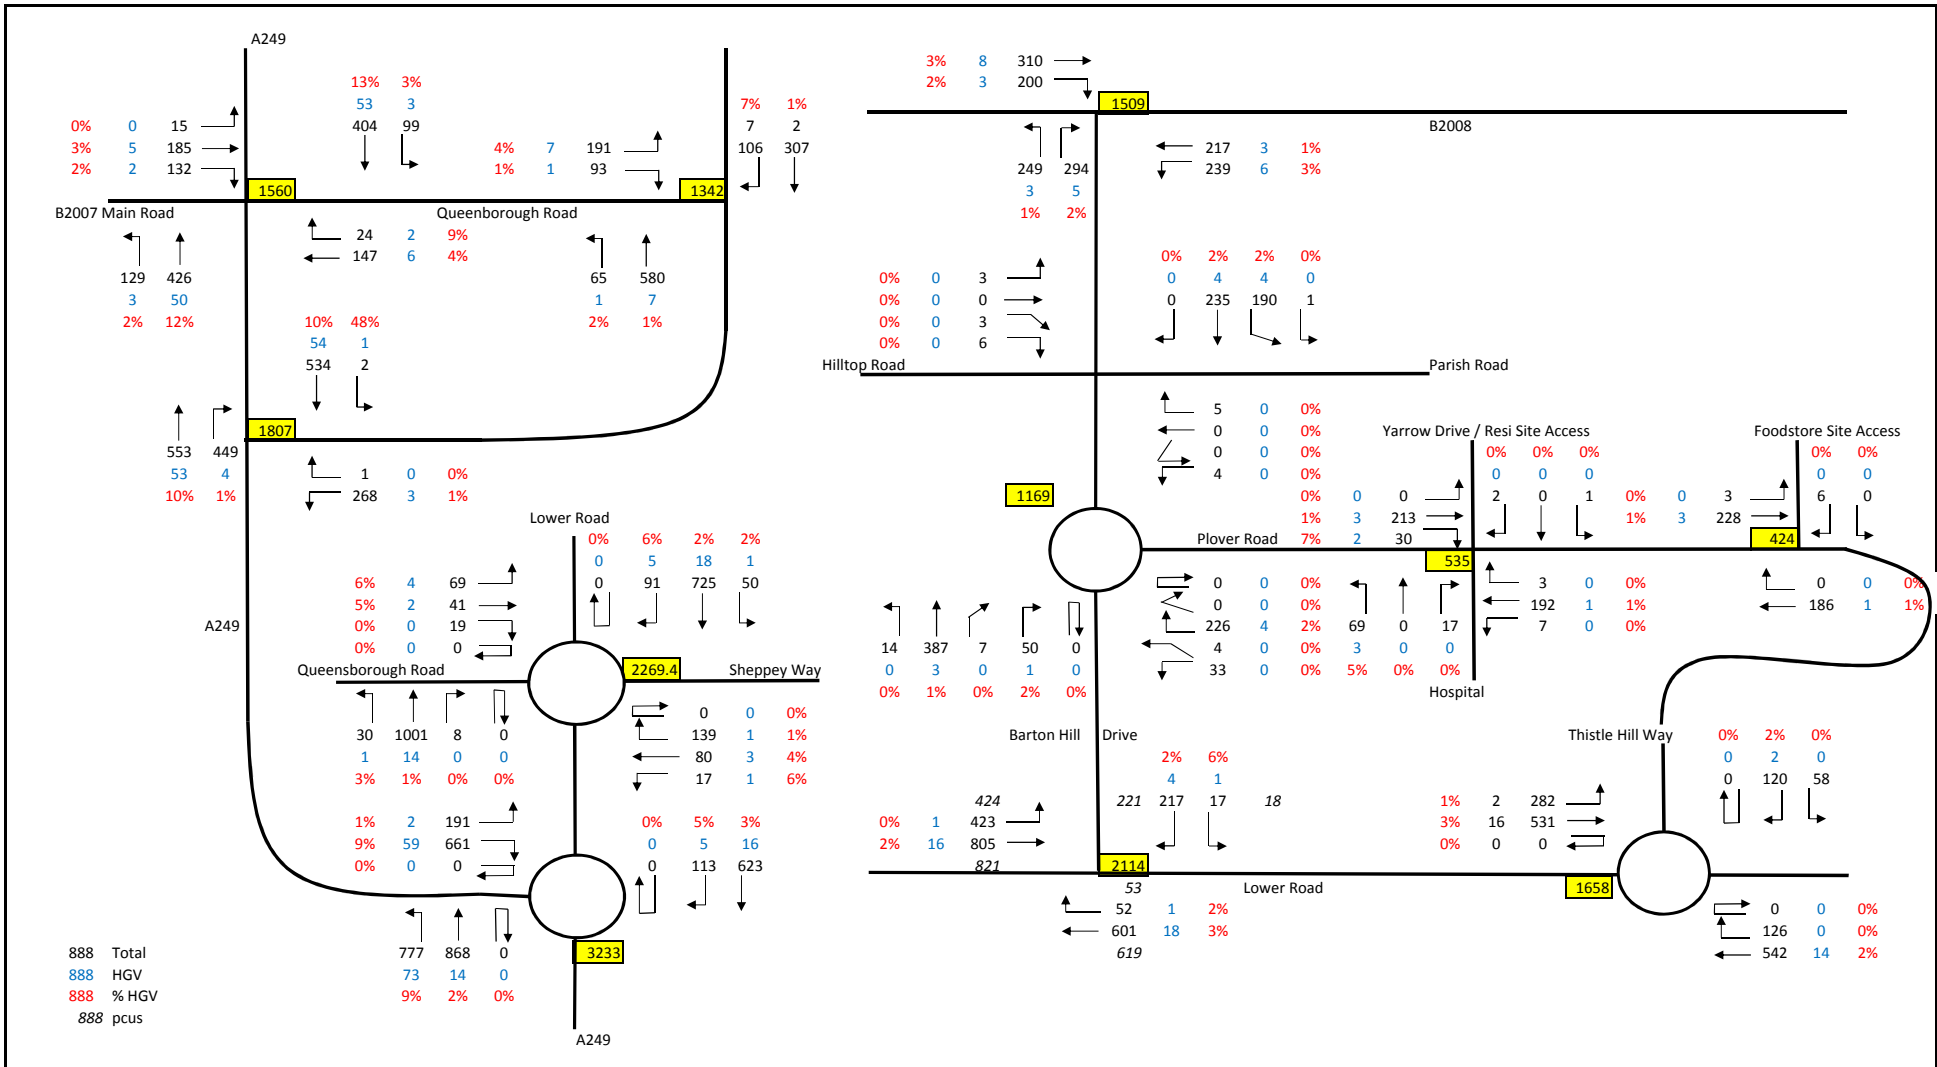 A249
13% 3%
53 3
404 99
7% 1%
7 2
106 307
0% 0 15
3% 5 185
2% 2 132
4% 7 191
1% 1 93
1560
1342
B2007 Main Road
Queenborough Road
24 2 9%
147 6 4%
129 426
3 50
2% 12%
65 580
1 7
2% 1%
10% 48%
54 1
534 2
1807
553 449
53 4
10% 1%
1 0 0%
268 3 1%
Lower Road
0% 6% 2% 2%
0 5 18 1
0 91 725 50
6% 4 69
5% 2 41
0% 0 19
0% 0 0
A249
Queensborough Road
2269.4
Sheppey Way
30 1001 8 0
1 14 0 0
3% 1% 0% 0%
0 0 0%
139 1 1%
80 3 4%
17 1 6%
1% 2 191
9% 59 661
0% 0 0
0% 5% 3%
0 5 16
0 113 623
777 868 0
73 14 0
9% 2% 0%
3233
A249
888 Total
888 HGV
888 % HGV
888 pcus
3% 8 310
2% 3 200
1509
B2008
249 294
3 5
1% 2%
217 3 1%
239 6 3%
0% 0 3
0% 0 0
0% 0 3
0% 0 6
0% 2% 2% 0%
0 4 4 0
0 235 190 1
Hilltop Road
Parish Road
5 0 0%
0 0 0%
0 0 0%
4 0 0%
1169
Plover Road
0 0 0%
0 0 0%
226 4 2%
4 0 0%
33 0 0%
14 387 7 50 0
0 3 0 1 0
0% 1% 0% 2% 0%
Yarrow Drive / Resi Site Access
0% 0% 0%
0 0 0
2 0 1
0% 0 0
1% 3 213
7% 2 30
535
69 0 17
3 0 0
5% 0% 0%
3 0 0%
192 1 1%
7 0 0%
Hospital
Foodstore Site Access
0% 0%
0 0
6 0
0% 0 3
1% 3 228
424
0 0 0%
186 1 1%
Barton Hill Drive
2% 6%
4 1
221 217 17 18
424
0% 1 423
2% 16 805
821
2114
53
52 1 2%
601 18 3%
619
Lower Road
Thistle Hill Way
0% 2% 0%
0 2 0
0 120 58
1% 2 282
3% 16 531
0% 0 0
1658
0 0 0%
126 0 0%
542 14 2%